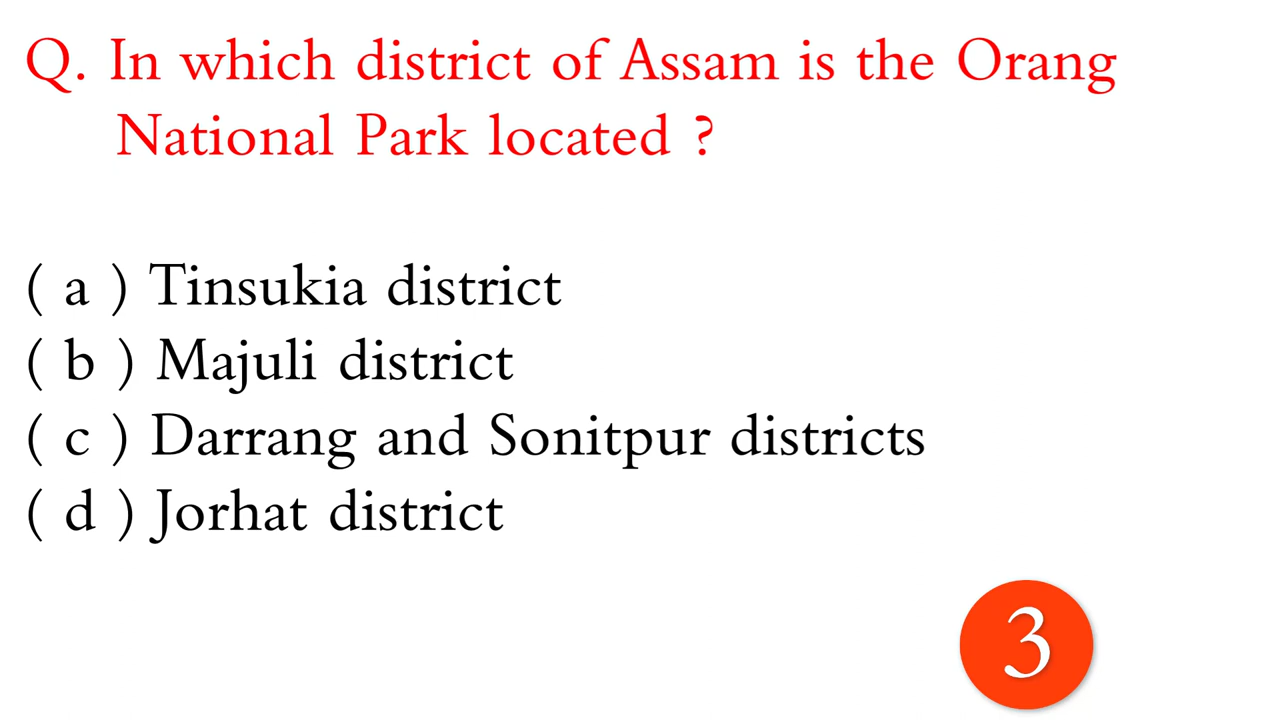 Q. In which district of Assam is the Orang
National Park located ?
( a ) Tinsukia district
( b ) Majuli district
( c ) Darrang and Sonitpur districts
( d ) Jorhat district
3